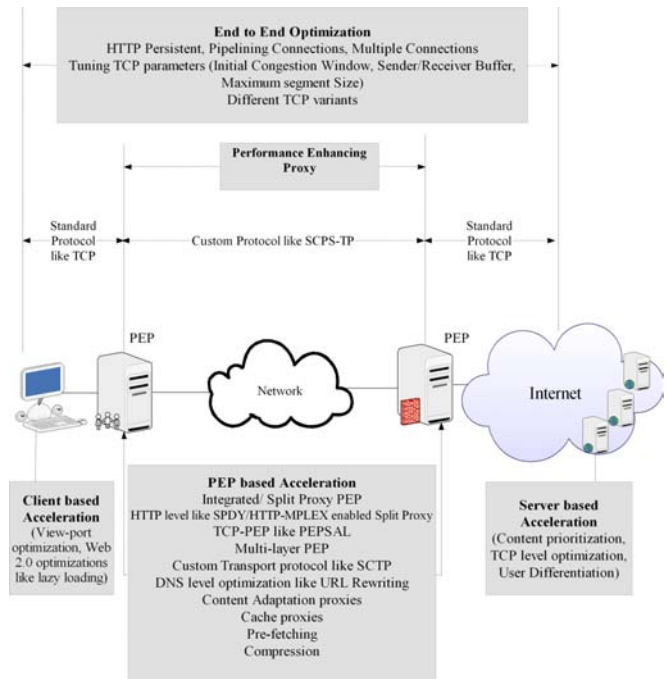 End to End Optimization
HTTP Persistent, Pipelining Connections, Multiple Connections
Tuning TCP parameters (Initial Congestion Window, Sender/Receiver Buffer,
Maximum segment Size)
Different TCP variants
Performance Enhancing
Proxy
Standard
Protocol
like TCP
Custom Protocol like SCPS-TP
Standard
Protocol
like TCP
PEP
PEP
Network
Internet
Client based
Acceleration
(View-port
optimization, Web
2.0 optimizations
like lazy loading)
PEP based Acceleration
Integrated/ Split Proxy PEP
HTTP level like SPDY/HTTP-MPLEX enabled Split Proxy
TCP-PEP like PEPSAL
Multi-layer PEP
Custom Transport protocol like SCTP
DNS level optimization like URL Rewriting
Content Adaptation proxies
Cache proxies
Pre-fetching
Compression
Server based
Acceleration
(Content prioritization,
TCP level optimization,
User Differentiation)